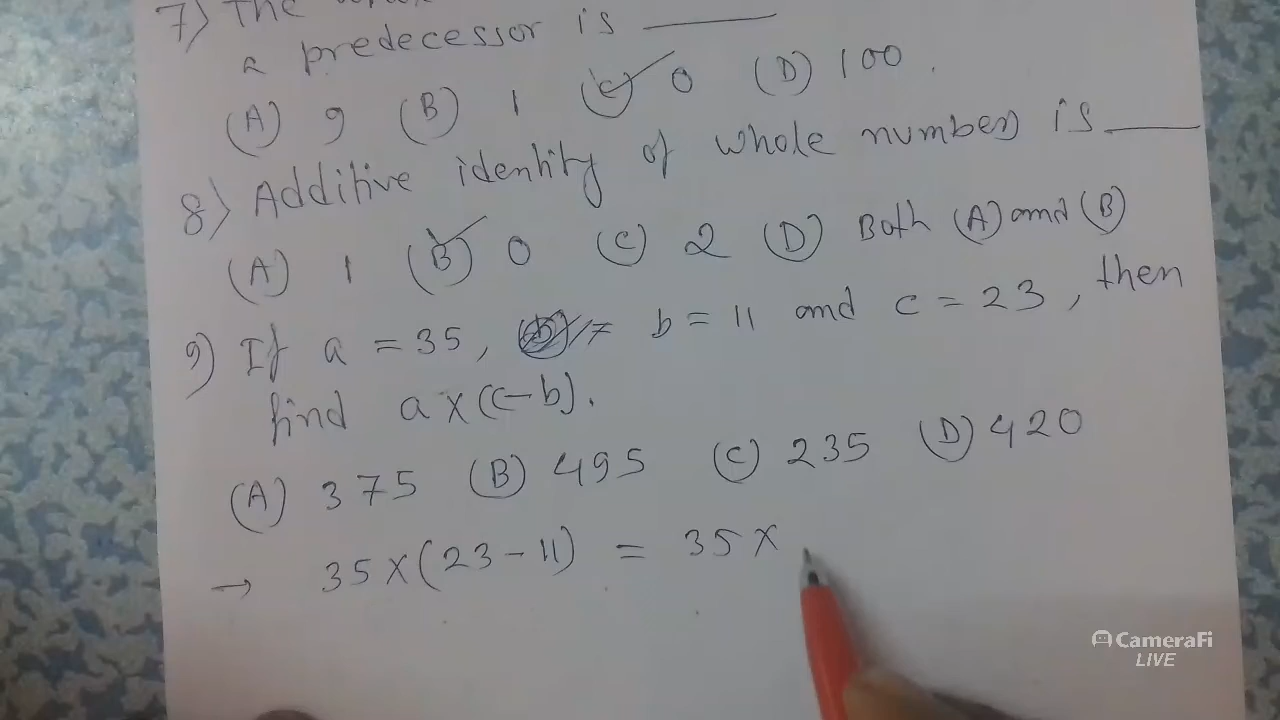 7) The
a predecessor is ____
(A) 9 (B) 1 (C) 0 (D) 100.
8) Additive identity of whole numbers is ____
(A) 1 (B) 0 (C) 2 (D) Both (A) and (B)
9) If a = 35, b = 11 and c = 23, then
find a × (c-b).
(A) 375 (B) 495 (C) 235 (D) 420
→ 35 × (23 - 11) = 35 ×
CameraFi
LIVE